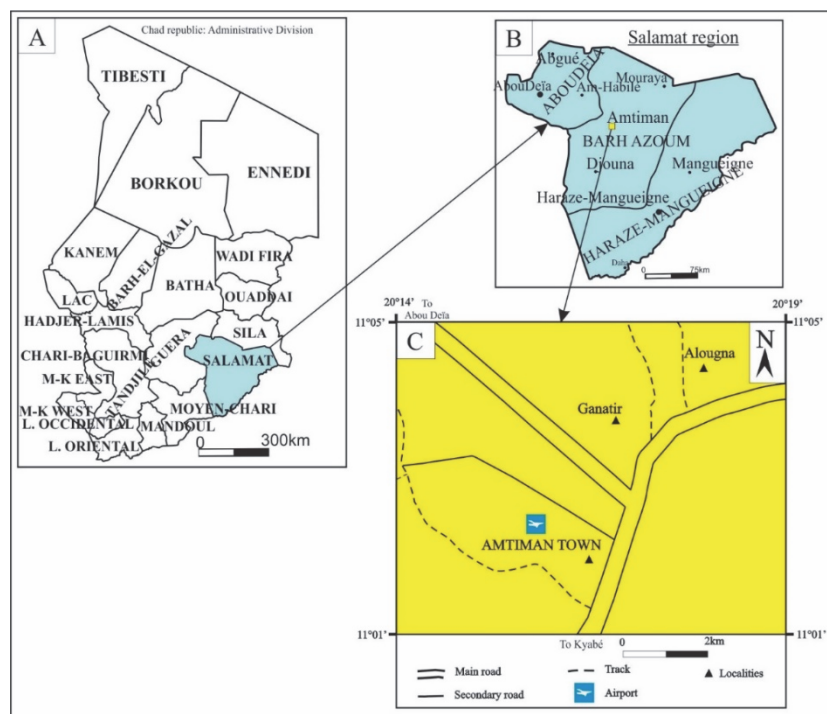 A
Chad republic: Administrative Division
TIBESTI
BORKOU
ENNEDI
KANEM
BARH-EL-GAZAL
BATHA
WADI FIRA
LAC
OUADDAI
HADJER-LAMIS
SILA
CHARI-BAGUIRMI
GUERA
SALAMAT
M-K EAST
TANDJILE
M-K WEST
MOYEN-CHARI
L. OCCIDENTAL
MANDOUL
L. ORIENTAL
0 300km
B
Salamat region
Abgué
ABOUDEIA
AbouDeïa
Am-Habilé
Mouraya
Amtiman
BARH AZOUM
Djouna
Mangueigne
Haraze-Mangueigne
HARAZE-MANGUEIGNE
Daha
0 75km
20°14'
To
Abou Deïa
20°19'
11°05'
11°05'
C
N
Alougna
Ganatir
AMTIMAN TOWN
11°01'
11°01'
To Kyabé
0 2km
Main road
Track
Localities
Secondary road
Airport